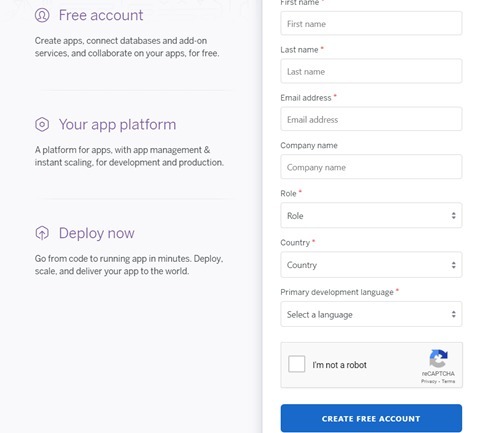 Free account
Create apps, connect databases and add-on
services, and collaborate on your apps, for free.
Your app platform
A platform for apps, with app management &
instant scaling, for development and production.
Deploy now
Go from code to running app in minutes. Deploy,
scale, and deliver your app to the world.
First name *
First name
Last name *
Last name
Email address *
Email address
Company name
Company name
Role *
Role
Country *
Country
Primary development language *
Select a language
I'm not a robot
reCAPTCHA
Privacy - Terms
CREATE FREE ACCOUNT